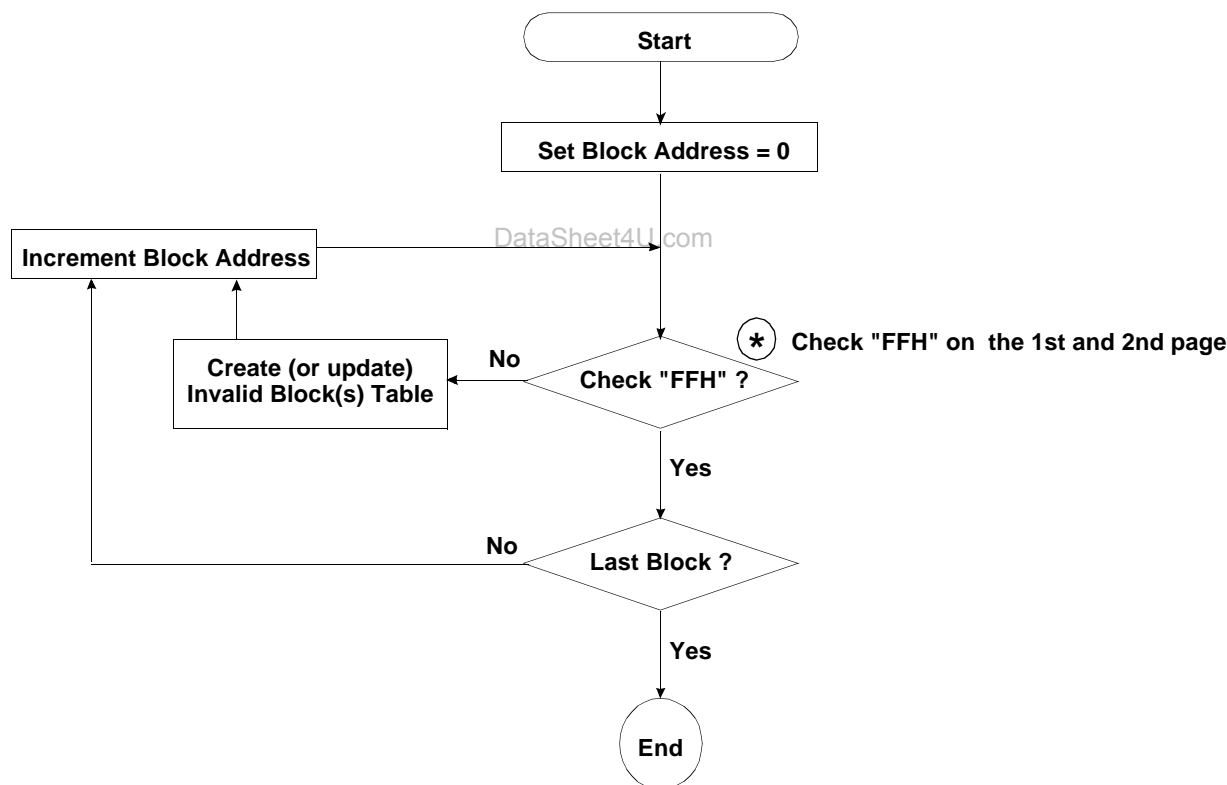 Start
Set Block Address = 0
DataSheet4U.com
Increment Block Address
* Check "FFH" on the 1st and 2nd page
No
Create (or update)
Invalid Block(s) Table
Check "FFH" ?
Yes
No
Last Block ?
Yes
End